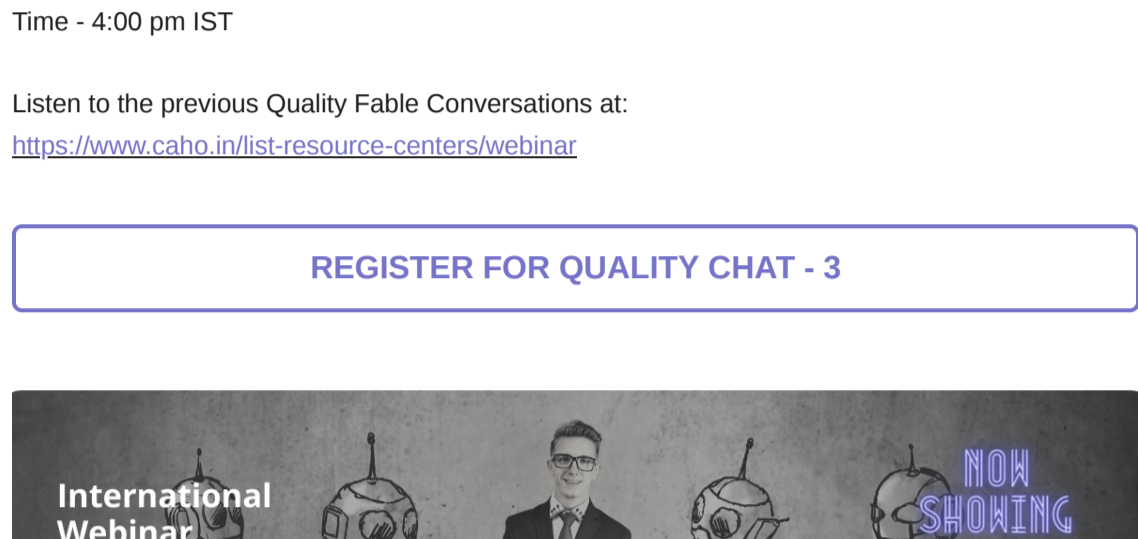 Time - 4:00 pm IST
Listen to the previous Quality Fable Conversations at:
https://www.caho.in/list-resource-centers/webinar
REGISTER FOR QUALITY CHAT - 3
International
Webinar
NOW
SHOWING